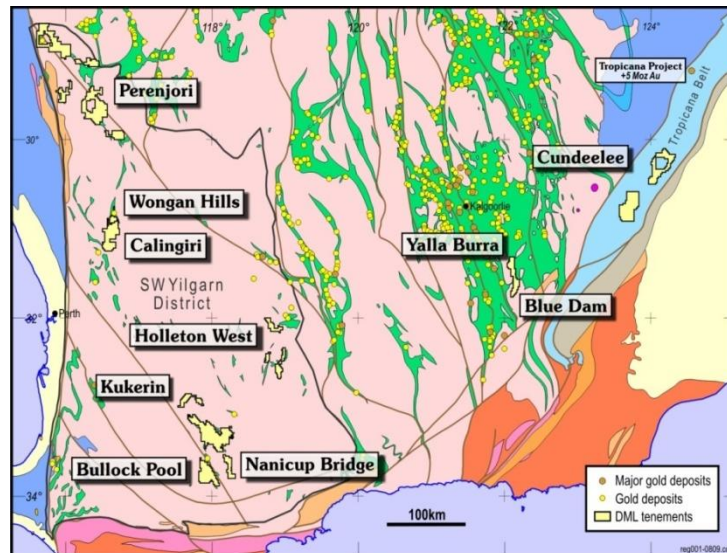 118°
120°
122°
124°
Tropicana Project
+5 Moz Au
Tropicana Belt
Perenjori
30°
Cundeelee
Wongan Hills
Kalgoorlie
Calingiri
Yalla Burra
SW Yilgarn
District
Perth
32°
Blue Dam
Holleton West
Kukerin
Bullock Pool
Nanicup Bridge
34°
100km
Major gold deposits
Gold deposits
DML tenements